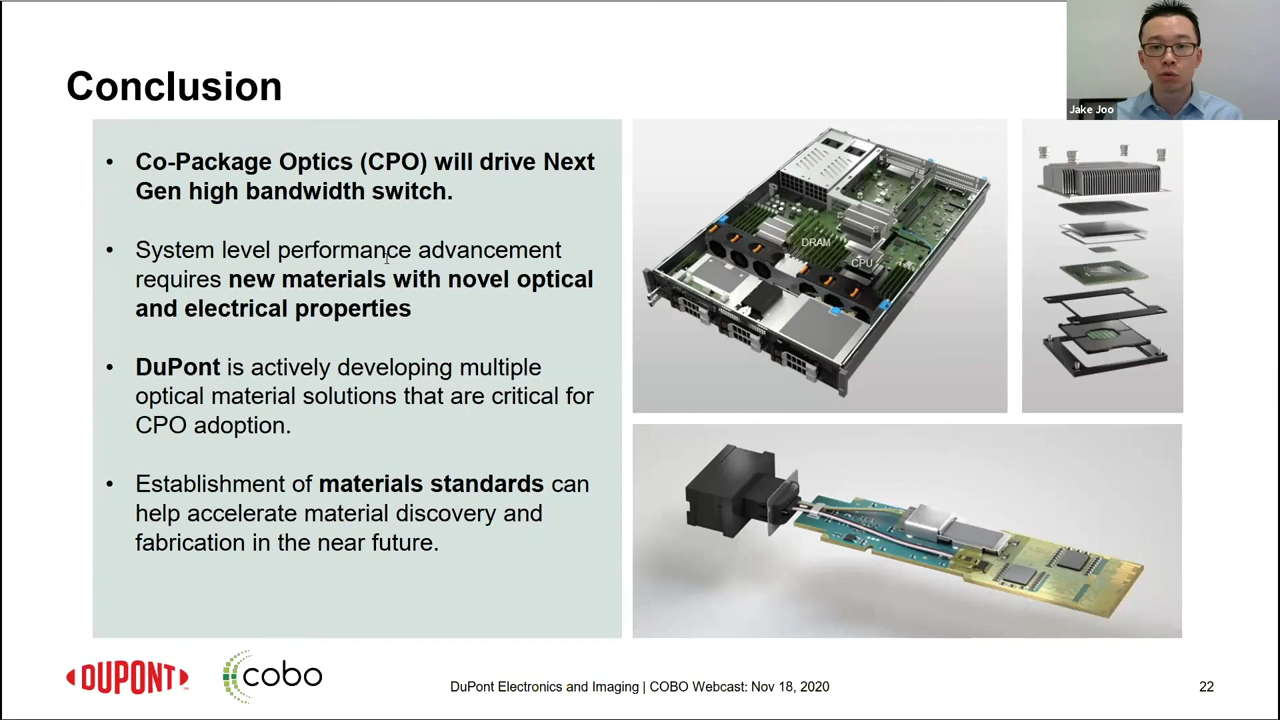 Jake Joo
Conclusion
• Co-Package Optics (CPO) will drive Next
Gen high bandwidth switch.
• System level performance advancement
requires new materials with novel optical
and electrical properties
• DuPont is actively developing multiple
optical material solutions that are critical for
CPO adoption.
• Establishment of materials standards can
help accelerate material discovery and
fabrication in the near future.
DRAM
CPU
DUPONT
cobo
DuPont Electronics and Imaging | COBO Webcast: Nov 18, 2020
22